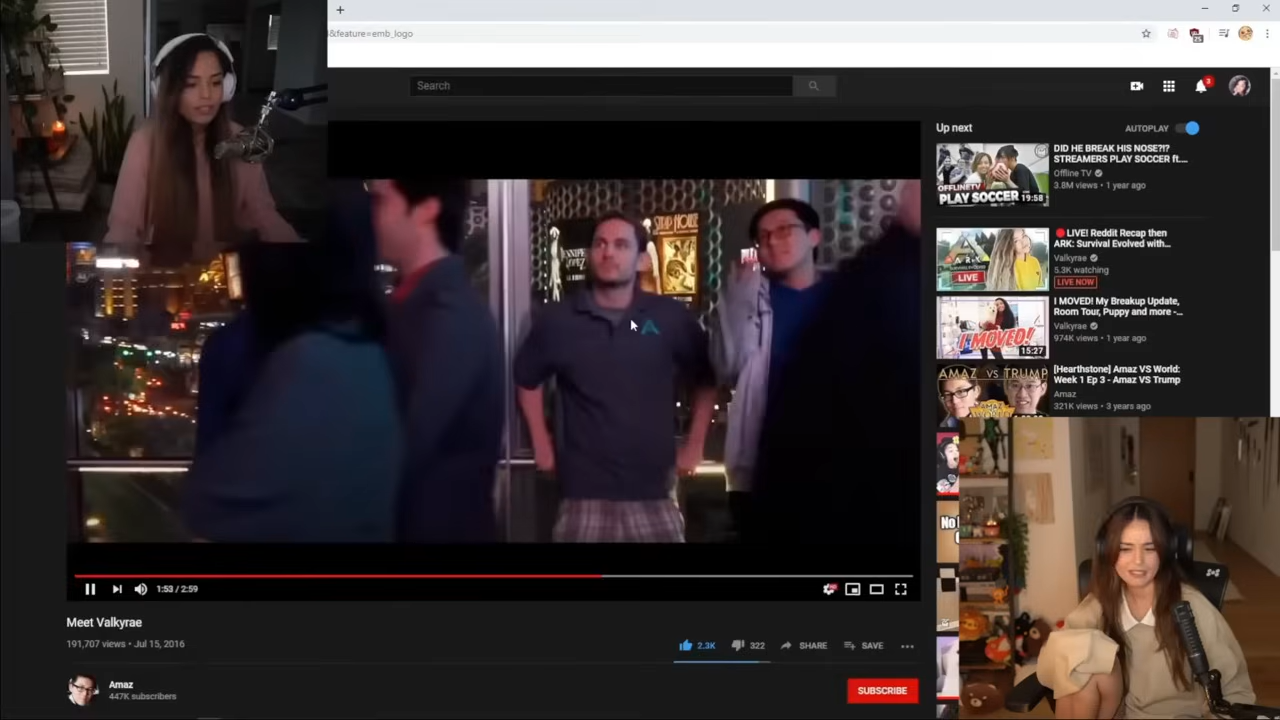 &feature=emb_logo
25
Search
3
Up next
AUTOPLAY
DID HE BREAK HIS NOSE?!?
STREAMERS PLAY SOCCER ft....
Offline TV
3.8M views • 1 year ago
OFFLINETV
PLAY SOCCER
19:58
LIVE! Reddit Recap then
ARK: Survival Evolved with...
Valkyrae
5.3K watching
LIVE NOW
LIVE
I MOVED! My Breakup Update,
Room Tour, Puppy and more -...
Valkyrae
974K views • 1 year ago
I MOVED!
15:27
[Hearthstone] Amaz VS World:
Week 1 Ep 3 - Amaz VS Trump
Amaz
321K views • 3 years ago
AMAZ VS TRUMP
1:53 / 2:59
Meet Valkyrae
191,707 views • Jul 15, 2016
2.3K
322
SHARE
SAVE
Amaz
447K subscribers
SUBSCRIBE